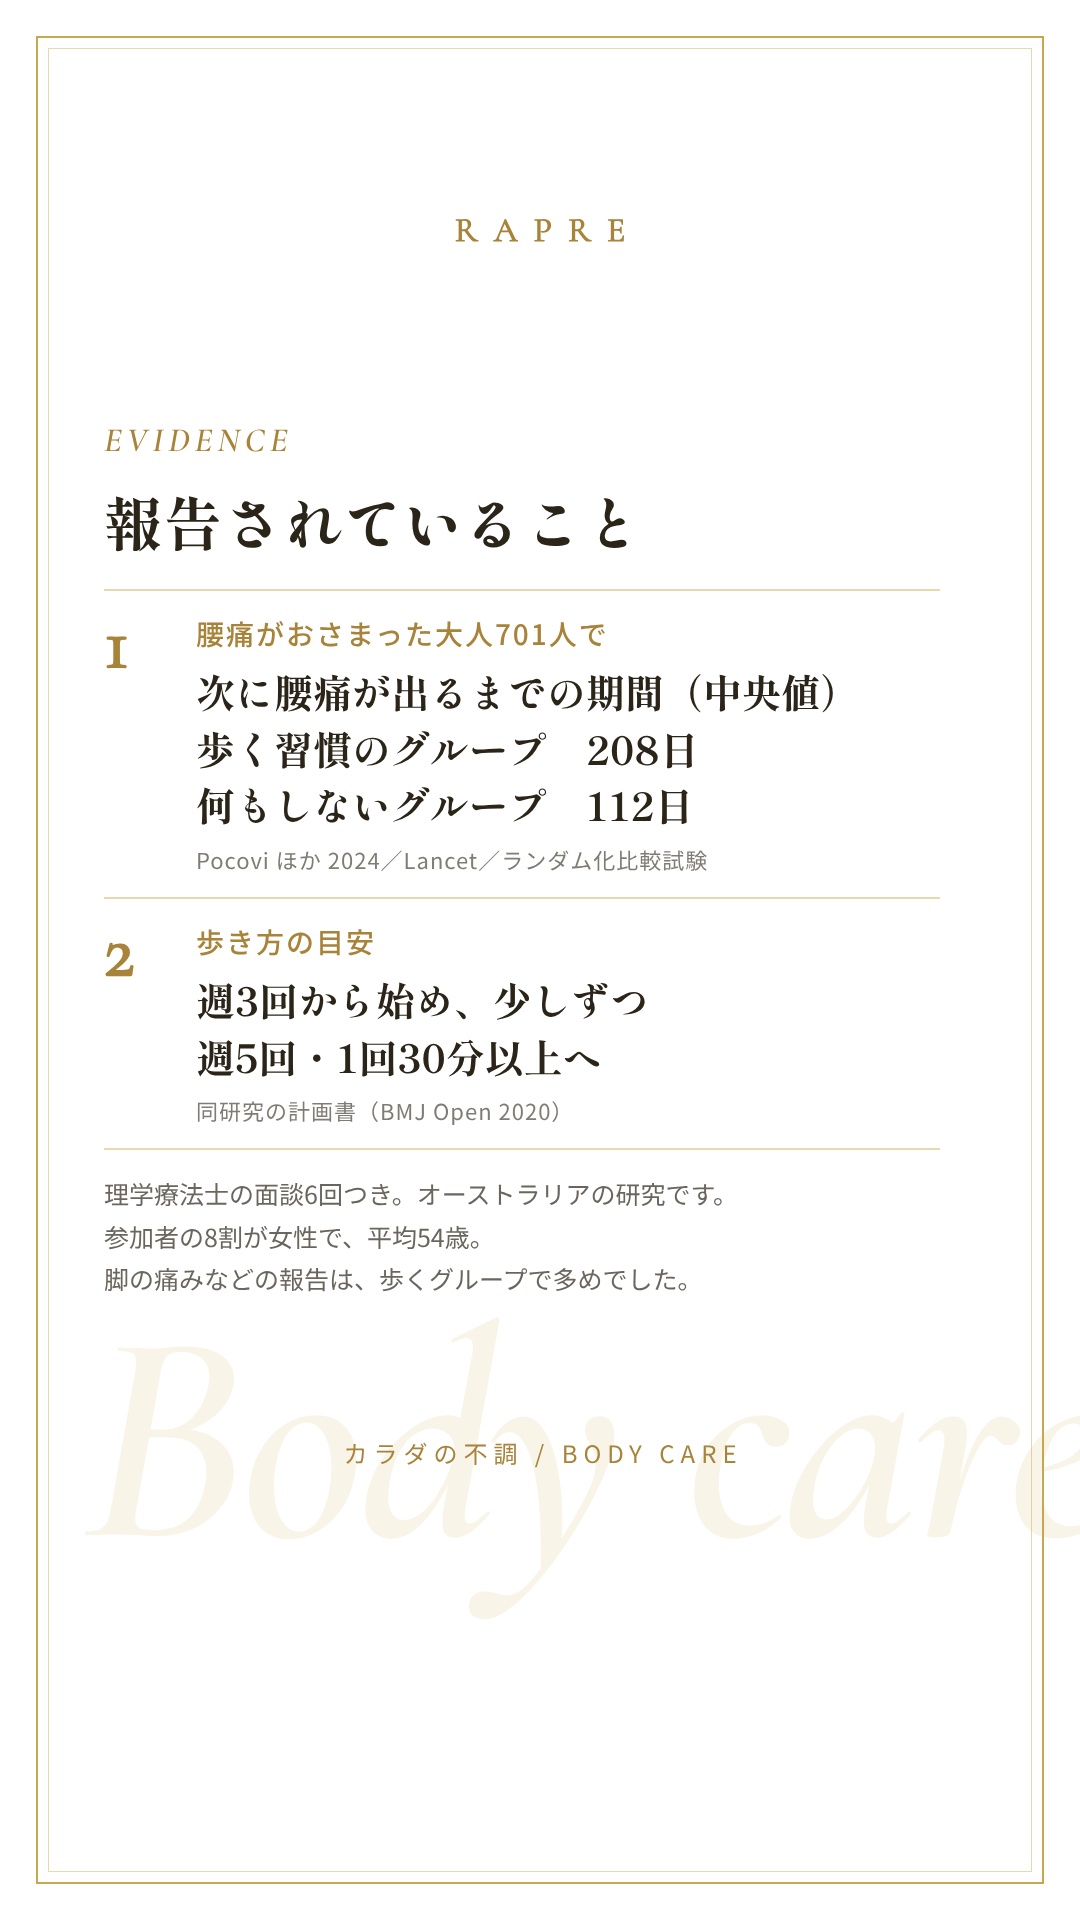 RAPRE
EVIDENCE
報告されていること
1
腰痛がおさまった大人701人で
次に腰痛が出るまでの期間（中央値）
歩く習慣のグループ　208日
何もしないグループ　112日
Pocovi ほか 2024／Lancet／ランダム化比較試験
2
歩き方の目安
週3回から始め、少しずつ
週5回・1回30分以上へ
同研究の計画書（BMJ Open 2020）
理学療法士の面談6回つき。オーストラリアの研究です。
参加者の8割が女性で、平均54歳。
脚の痛みなどの報告は、歩くグループで多めでした。
Body care
カラダの不調 / BODY CARE